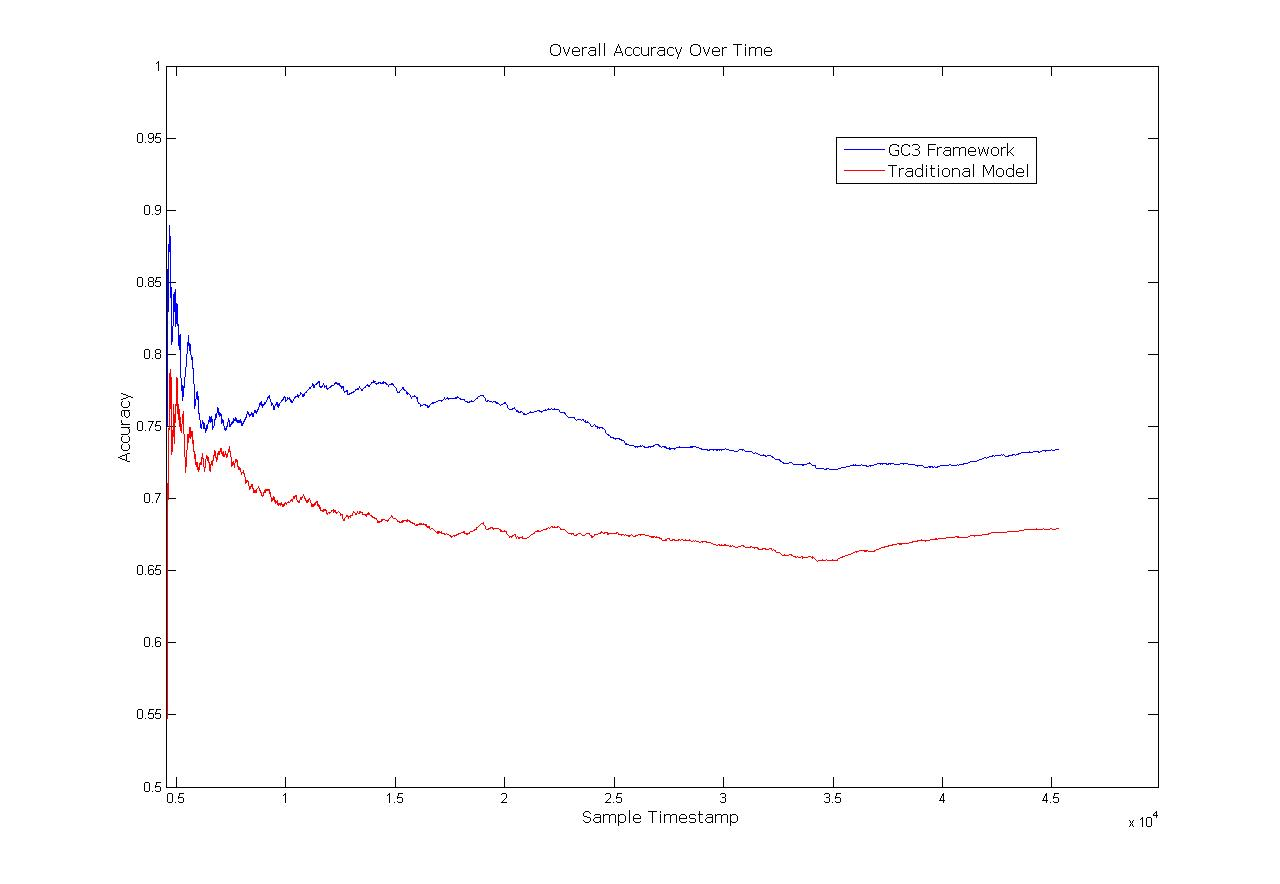 Overall Accuracy Over Time
1
0.95
0.9
0.85
0.8
0.75
0.7
0.65
0.6
0.55
0.5
Accuracy
GC3 Framework
Traditional Model
0.5 1 1.5 2 2.5 3 3.5 4 4.5
Sample Timestamp
x 10⁴